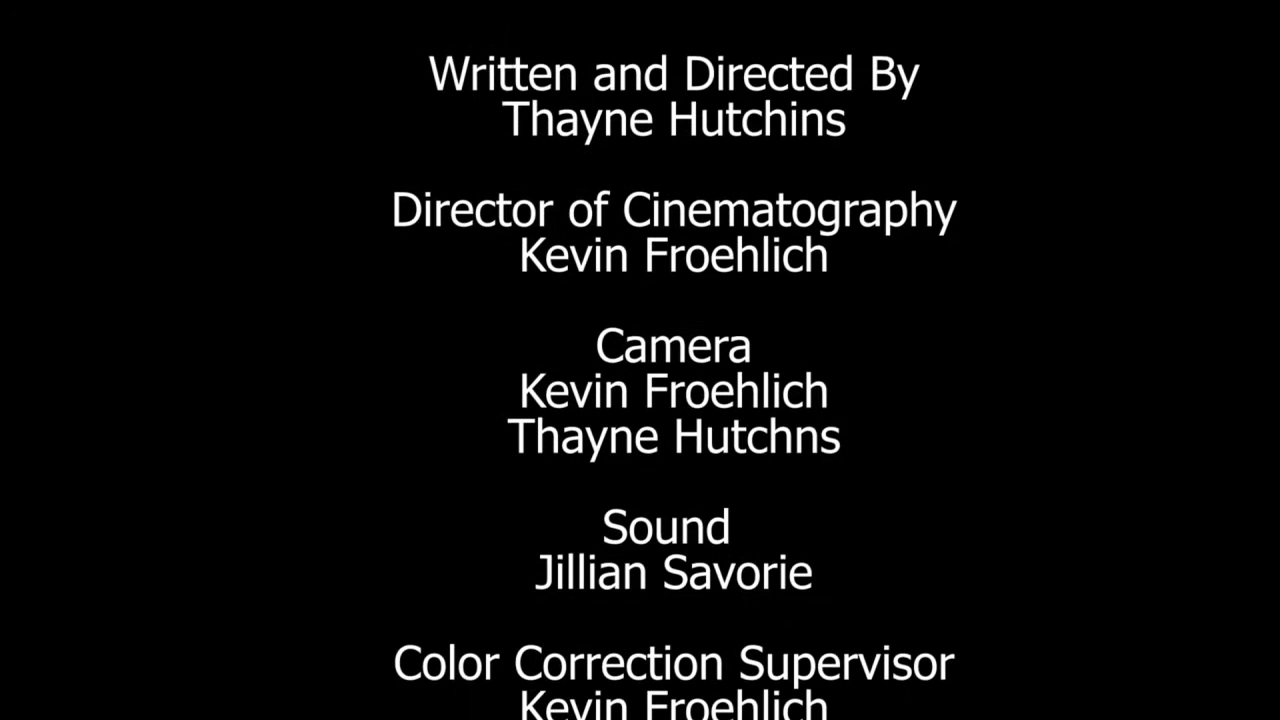 Written and Directed By
Thayne Hutchins
Director of Cinematography
Kevin Froehlich
Camera
Kevin Froehlich
Thayne Hutchns
Sound
Jillian Savorie
Color Correction Supervisor
Kevin Froehlich